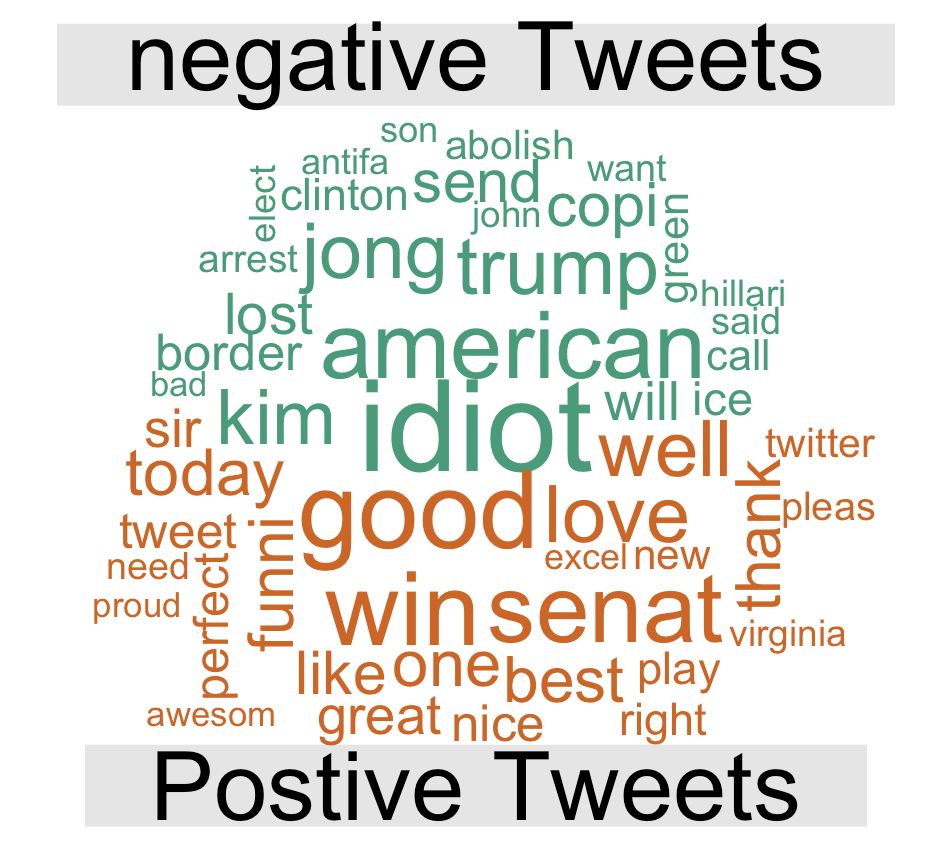 negative Tweets
son
abolish
antifa
want
elect
clinton
send
john
copi
green
arrest
jong
trump
hillari
said
lost
american
border
call
bad
kim
idiot
will
ice
sir
well
twitter
today
good
love
thank
pleas
tweet
funni
excel
new
need
perfect
proud
win
senat
virginia
like
one
best
play
awesom
great
nice
right
Postive Tweets